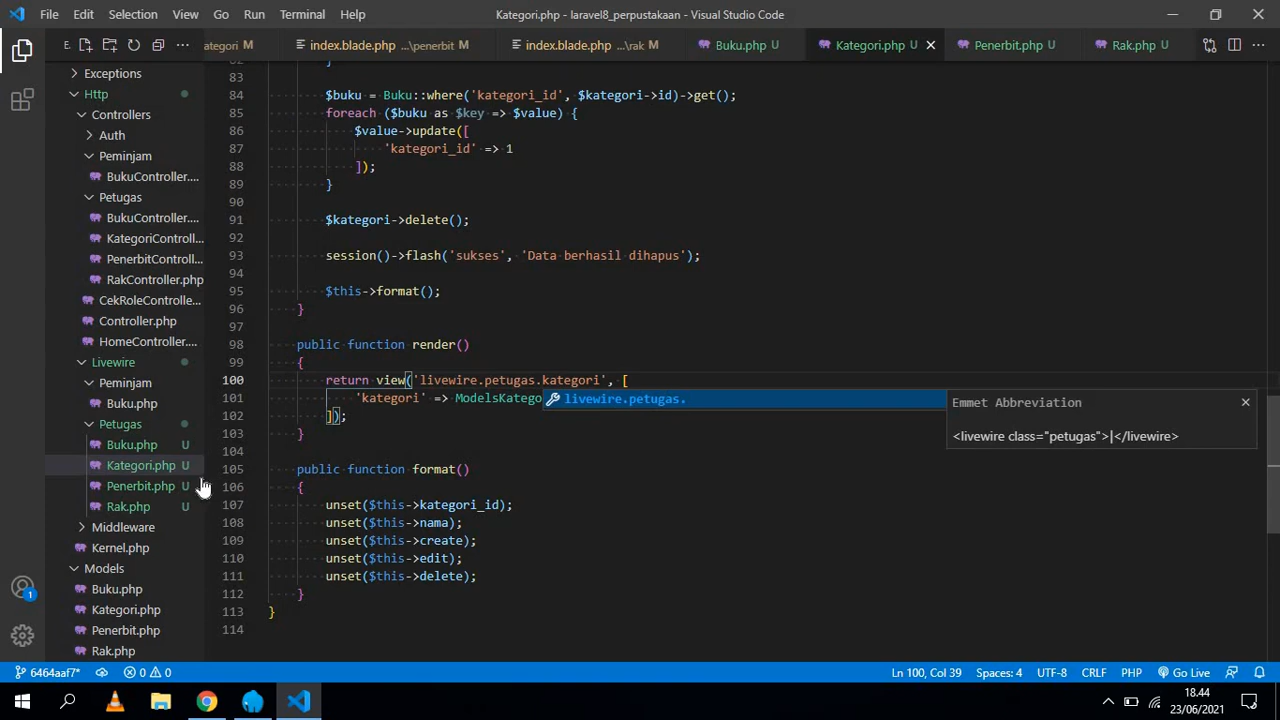 File Edit Selection View Go Run Terminal Help
Kategori.php - laravel8_perpustakaan - Visual Studio Code
E.
ategori M
index.blade.php ...\penerbit M
index.blade.php ...\rak M
Buku.php U
Kategori.php U
Penerbit.php U
Rak.php U
Exceptions
Http
Controllers
Auth
Peminjam
BukuController....
Petugas
BukuController....
KategoriControll...
PenerbitControll...
RakController.php
CekRoleControlle...
Controller.php
HomeController....
Livewire
Peminjam
Buku.php
Petugas
Buku.php U
Kategori.php U
Penerbit.php U
Rak.php U
Middleware
Kernel.php
Models
Buku.php
Kategori.php
Penerbit.php
Rak.php
83
84 $buku = Buku::where('kategori_id', $kategori->id)->get();
85 foreach ($buku as $key => $value) {
86 $value->update([
87 'kategori_id' => 1
88 ]);
89 }
90
91 $kategori->delete();
92
93 session()->flash('sukses', 'Data berhasil dihapus');
94
95 $this->format();
96 }
97
98 public function render()
99 {
100 return view('livewire.petugas.kategori', [
101 'kategori' => ModelsKatego
102 ]);
103 }
104
105 public function format()
106 {
107 unset($this->kategori_id);
108 unset($this->nama);
109 unset($this->create);
110 unset($this->edit);
111 unset($this->delete);
112 }
113 }
114
livewire.petugas.
Emmet Abbreviation
<livewire class="petugas">|</livewire>
6464aaf7* 0 0
1
Ln 100, Col 39 Spaces: 4 UTF-8 CRLF PHP Go Live
18.44
23/06/2021